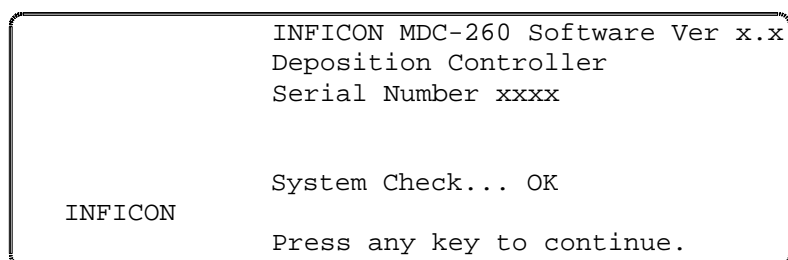 INFICON MDC-260 Software Ver x.x
Deposition Controller
Serial Number xxxx
System Check... OK
INFICON
Press any key to continue.